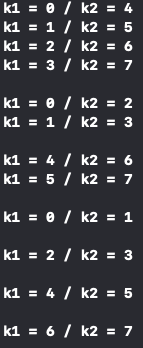 k1 = 0 / k2 = 4
k1 = 1 / k2 = 5
k1 = 2 / k2 = 6
k1 = 3 / k2 = 7
k1 = 0 / k2 = 2
k1 = 1 / k2 = 3
k1 = 4 / k2 = 6
k1 = 5 / k2 = 7
k1 = 0 / k2 = 1
k1 = 2 / k2 = 3
k1 = 4 / k2 = 5
k1 = 6 / k2 = 7